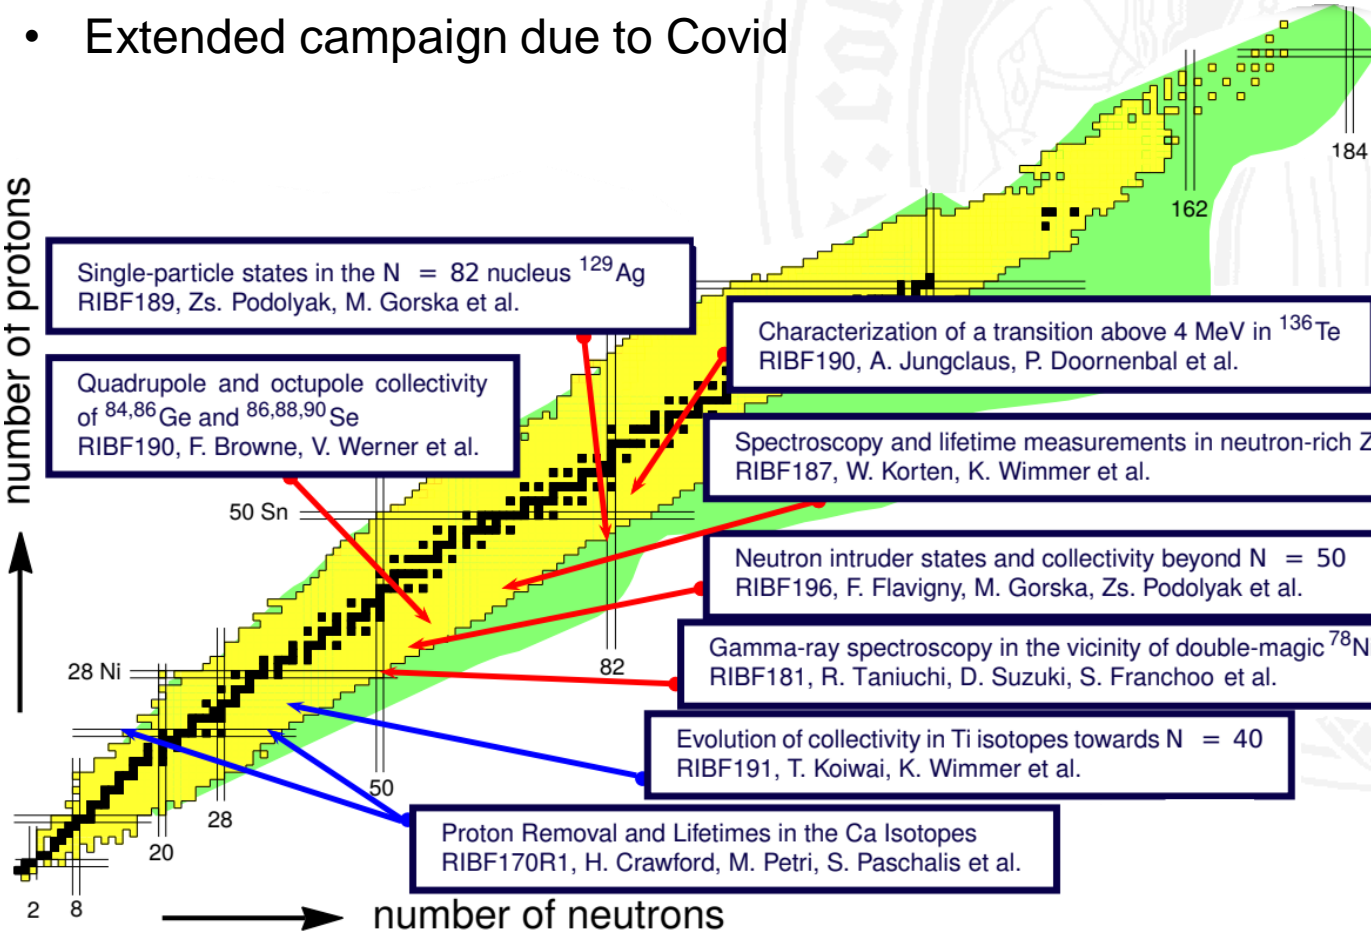 • Extended campaign due to Covid
184
162
number of protons
Single-particle states in the N = 82 nucleus ¹²⁹Ag
RIBF189, Zs. Podolyak, M. Gorska et al.
Characterization of a transition above 4 MeV in ¹³⁶Te
RIBF190, A. Jungclaus, P. Doornenbal et al.
Quadrupole and octupole collectivity
of ⁸⁴,⁸⁶Ge and ⁸⁶,⁸⁸,⁹⁰Se
RIBF190, F. Browne, V. Werner et al.
Spectroscopy and lifetime measurements in neutron-rich Z
RIBF187, W. Korten, K. Wimmer et al.
50 Sn
Neutron intruder states and collectivity beyond N = 50
RIBF196, F. Flavigny, M. Gorska, Zs. Podolyak et al.
Gamma-ray spectroscopy in the vicinity of double-magic ⁷⁸N
RIBF181, R. Taniuchi, D. Suzuki, S. Franchoo et al.
28 Ni
82
Evolution of collectivity in Ti isotopes towards N = 40
RIBF191, T. Koiwai, K. Wimmer et al.
50
28
20
Proton Removal and Lifetimes in the Ca Isotopes
RIBF170R1, H. Crawford, M. Petri, S. Paschalis et al.
2 8
number of neutrons